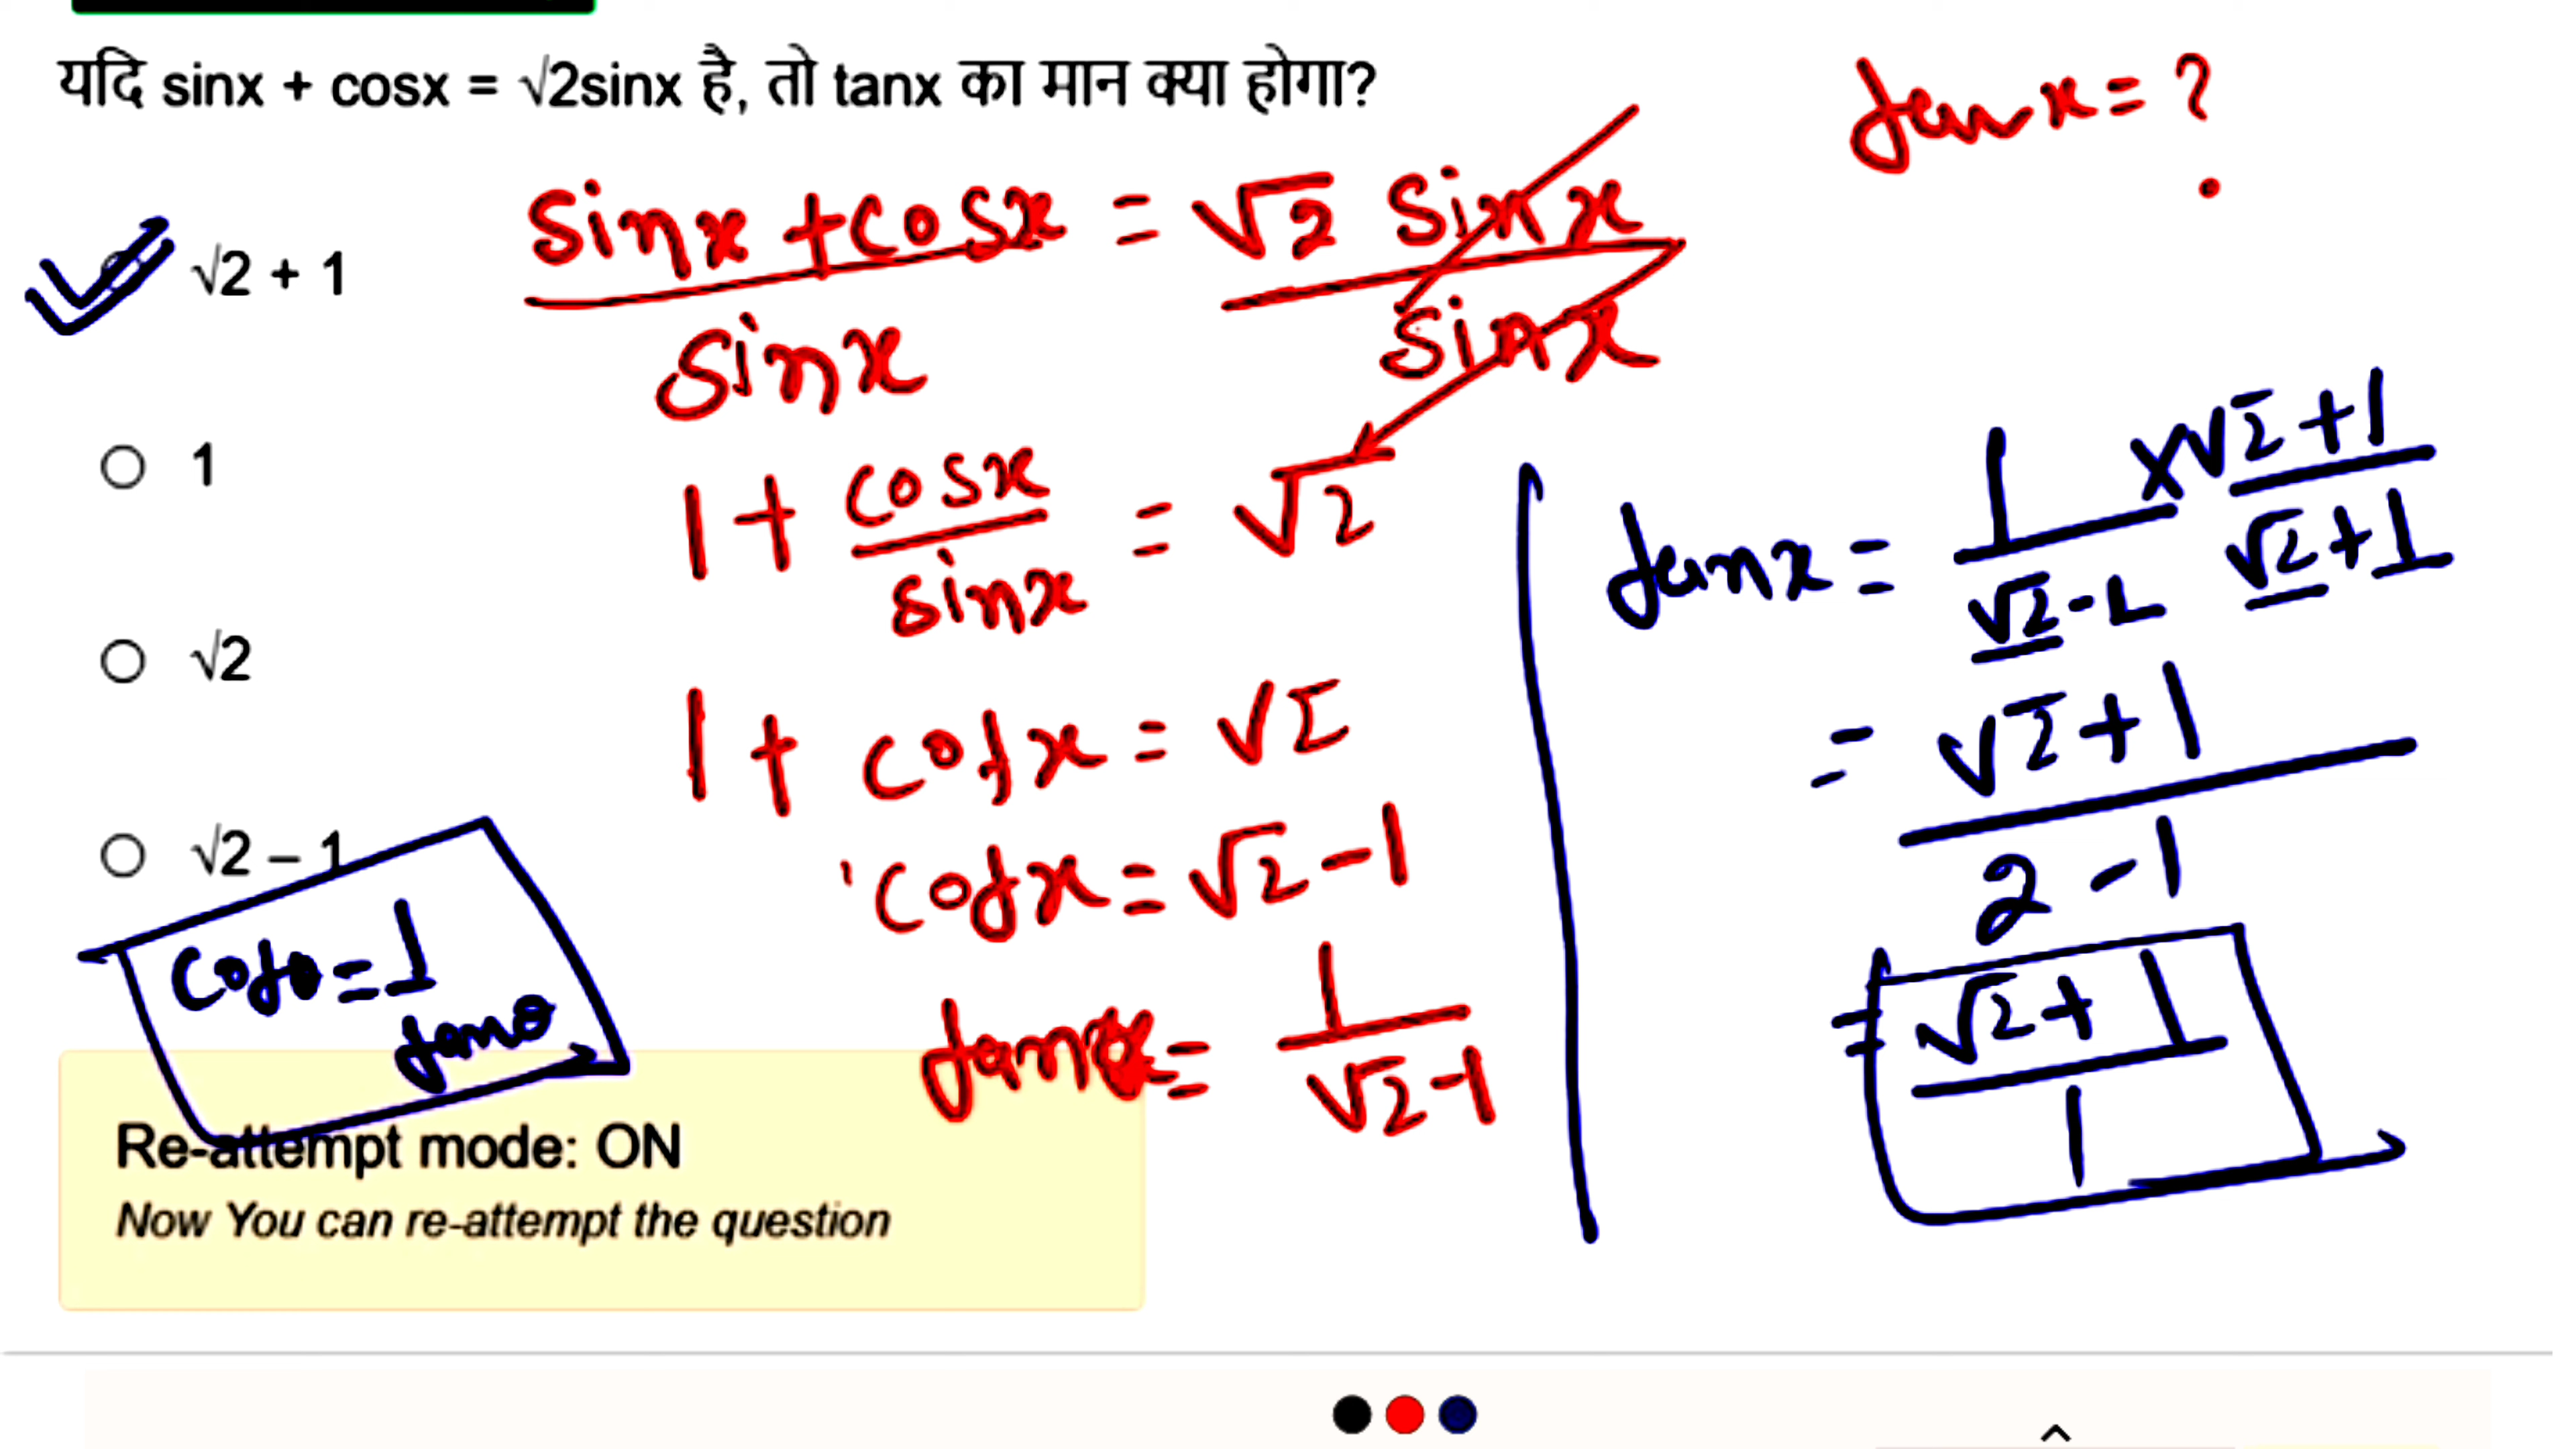 यदि sinx + cosx = √2sinx है, तो tanx का मान क्या होगा?
tanx = ?
√2 + 1
1
√2
√2 – 1
sinx + cosx / sinx = √2 sinx / sinx
1 + cosx / sinx = √2
1 + cotx = √2
cotx = √2 - 1
tanx = 1 / √2 - 1
cotθ = 1 / tanθ
tanx = 1 / √2 - 1 × √2 + 1 / √2 + 1
= √2 + 1 / 2 - 1
= √2 + 1 / 1
Re-attempt mode: ON
Now You can re-attempt the question